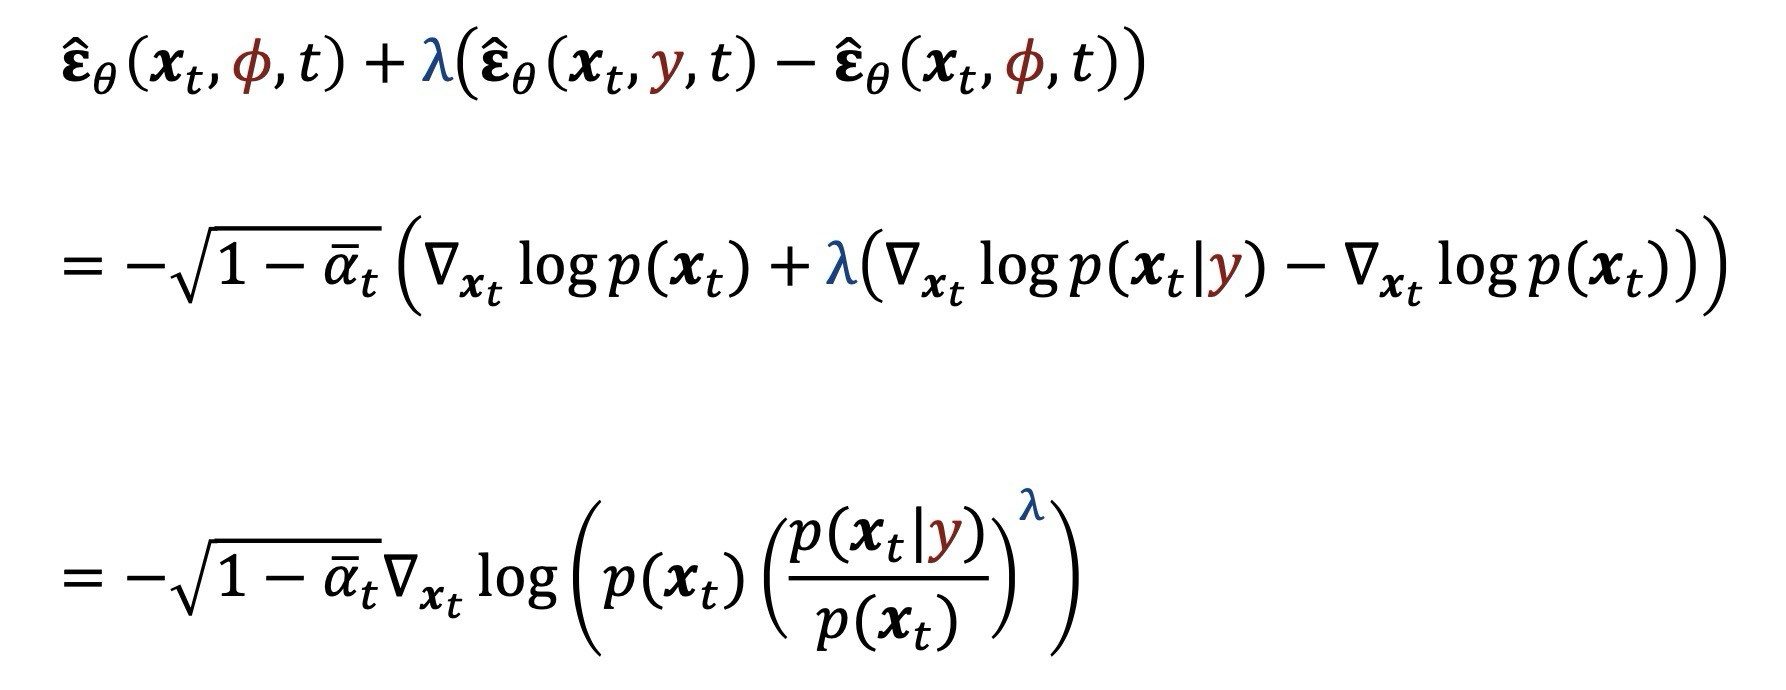 ε̂_θ(x_t, ϕ, t) + λ(ε̂_θ(x_t, y, t) − ε̂_θ(x_t, ϕ, t))
= −√(1 − ᾱ_t) (∇_{x_t} log p(x_t) + λ(∇_{x_t} log p(x_t|y) − ∇_{x_t} log p(x_t)))
= −√(1 − ᾱ_t) ∇_{x_t} log (p(x_t) (p(x_t|y) / p(x_t))^λ)